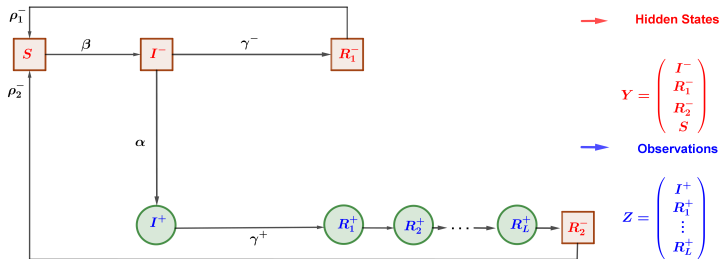 ρ₁⁻
Hidden States
S
β
I⁻
γ⁻
R₁⁻
ρ₂⁻
Y = ( I⁻
R₁⁻
R₂⁻
S )
α
Observations
I⁺
γ⁺
R₁⁺
R₂⁺
...
R_L⁺
R₂⁻
Z = ( I⁺
R₁⁺
⋮
R_L⁺ )